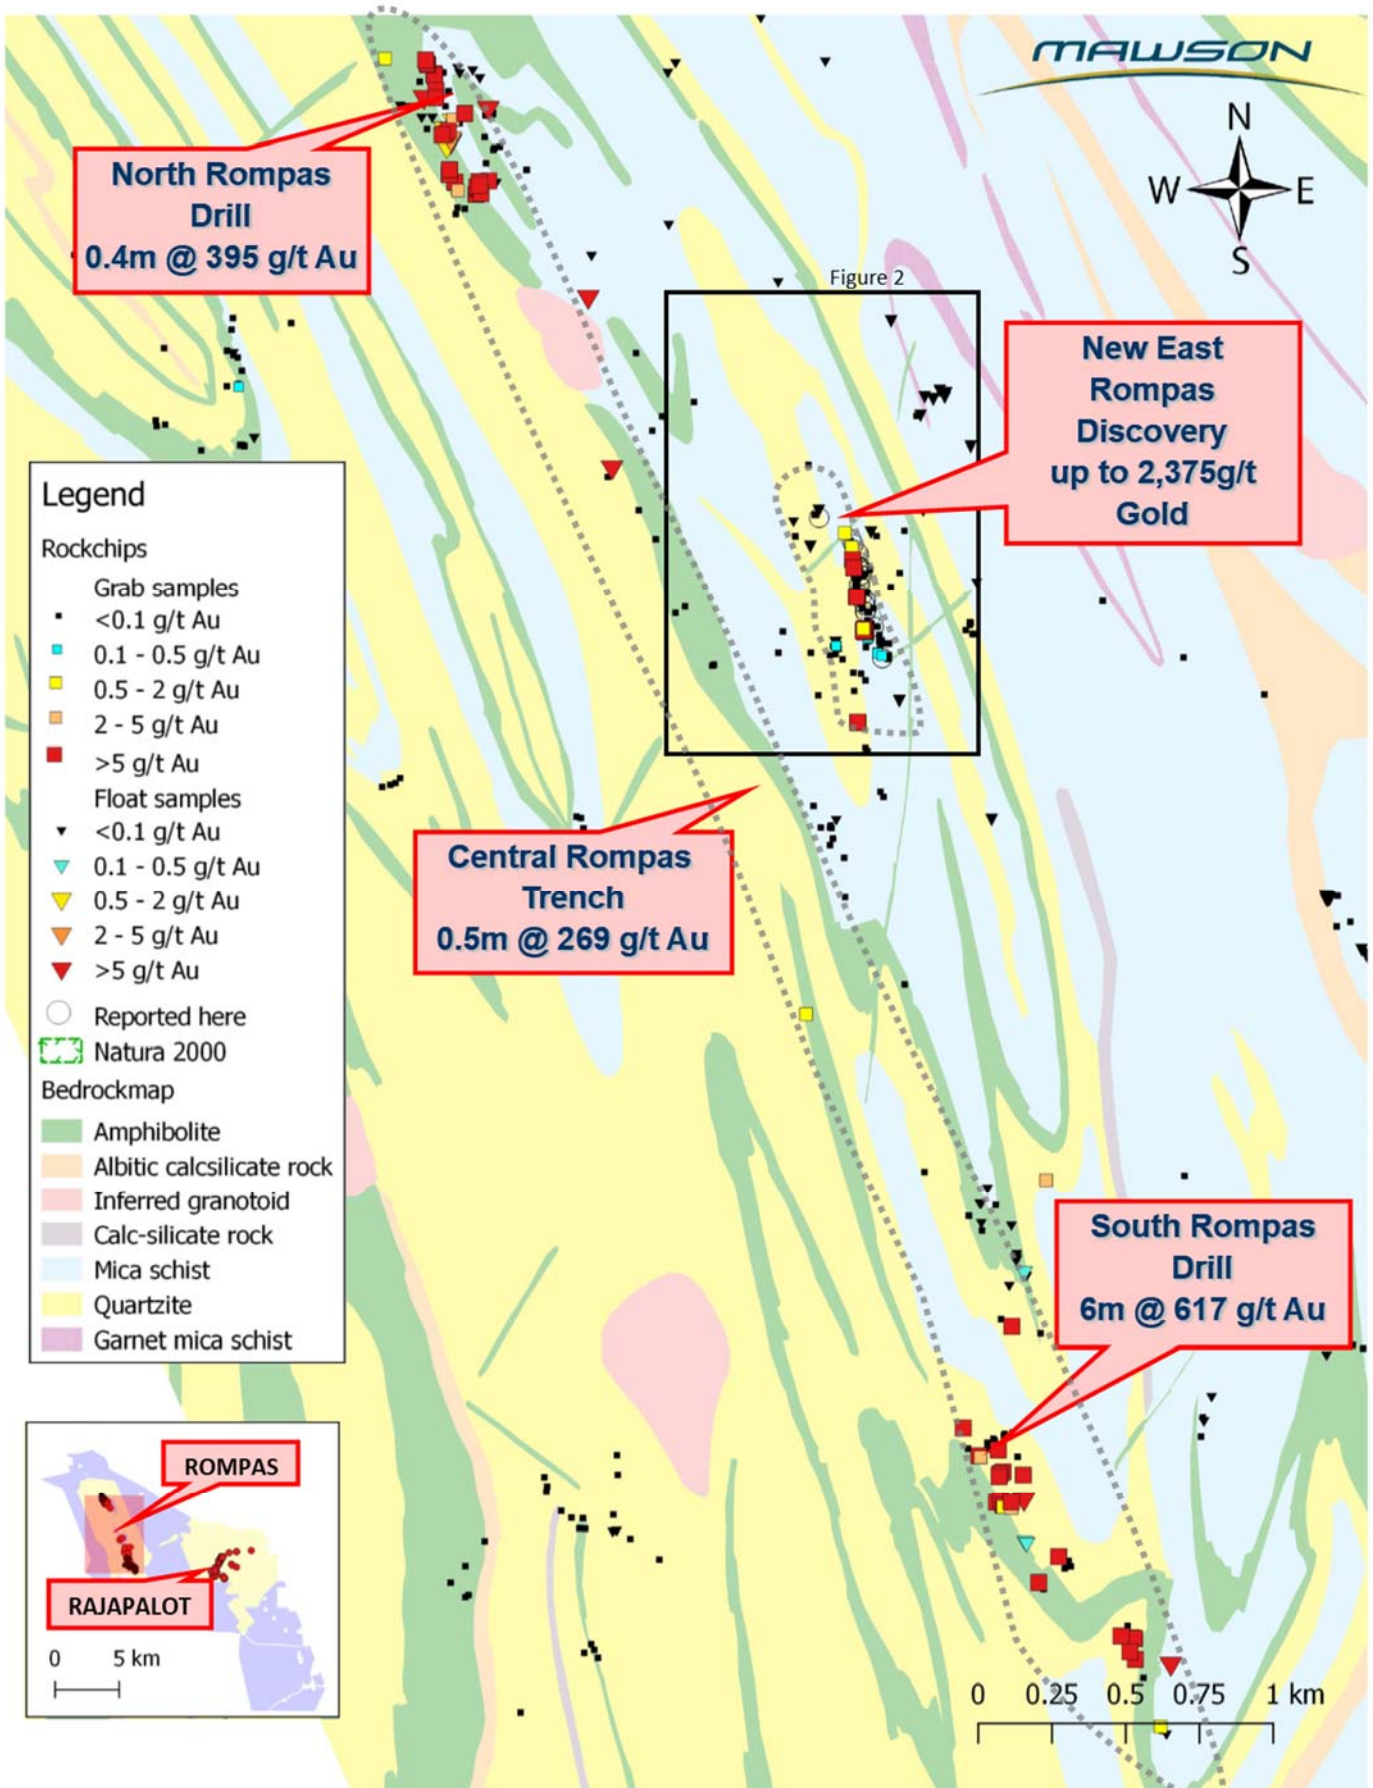 MAWSON
N
W
E
S
North Rompas
Drill
0.4m @ 395 g/t Au
Figure 2
New East
Rompas
Discovery
up to 2,375g/t
Gold
Legend
Rockchips
Grab samples
<0.1 g/t Au
0.1 - 0.5 g/t Au
0.5 - 2 g/t Au
2 - 5 g/t Au
>5 g/t Au
Float samples
<0.1 g/t Au
0.1 - 0.5 g/t Au
0.5 - 2 g/t Au
2 - 5 g/t Au
>5 g/t Au
Reported here
Natura 2000
Bedrockmap
Amphibolite
Albitic calcsilicate rock
Inferred granotoid
Calc-silicate rock
Mica schist
Quartzite
Garnet mica schist
Central Rompas
Trench
0.5m @ 269 g/t Au
South Rompas
Drill
6m @ 617 g/t Au
ROMPAS
RAJAPALOT
0 5 km
0 0.25 0.5 0.75 1 km